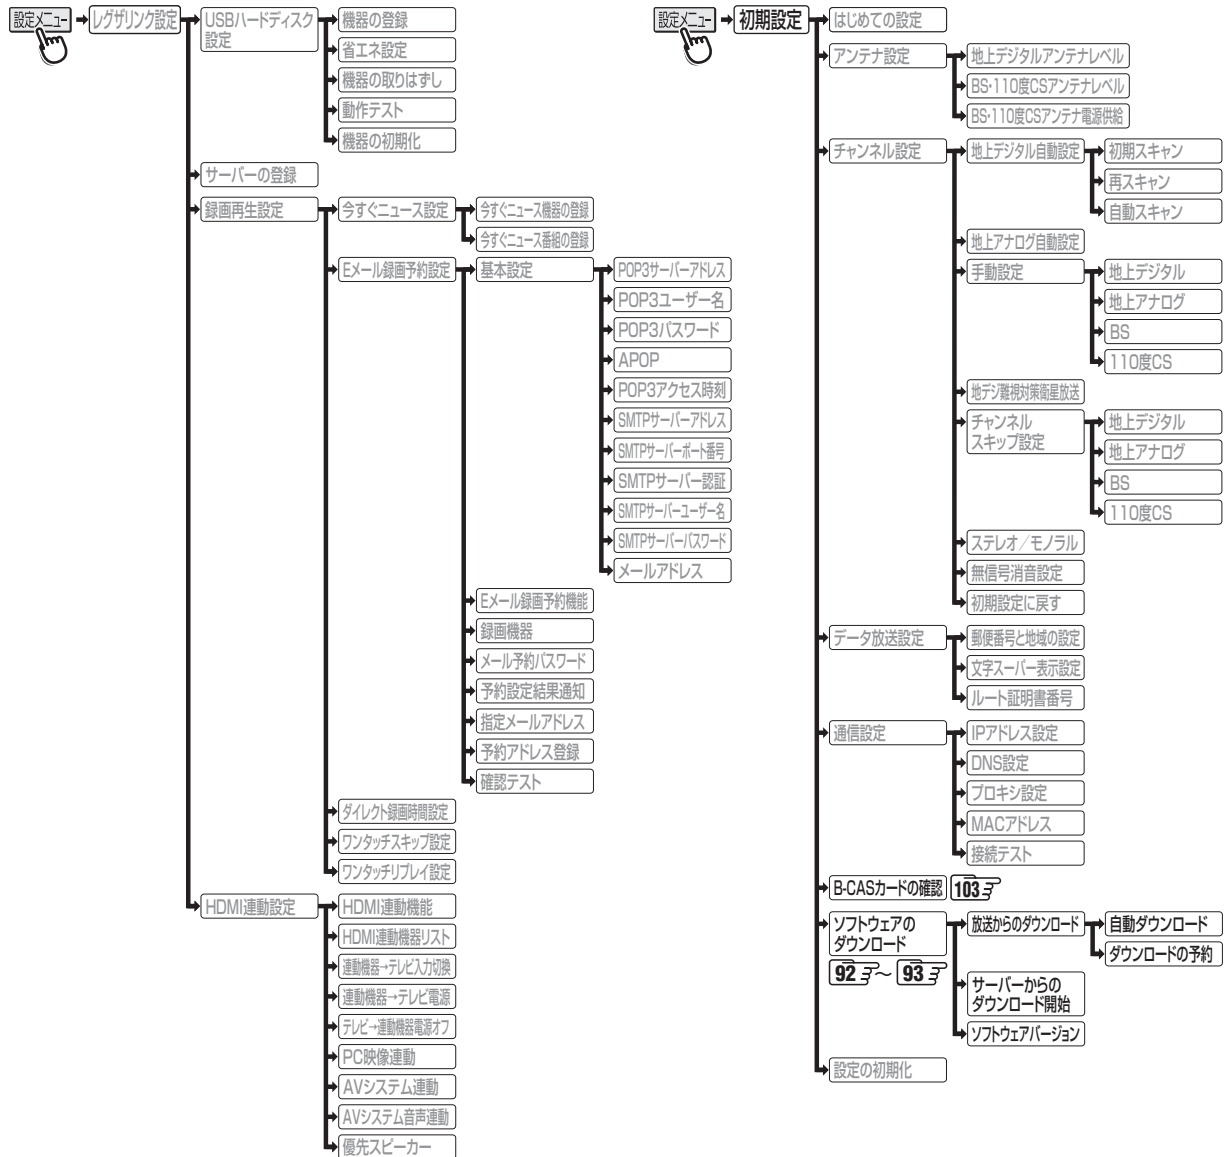 設定メニュー
レグザリンク設定
USBハードディスク
設定
機器の登録
省エネ設定
機器の取りはずし
動作テスト
機器の初期化
サーバーの登録
録画再生設定
今すぐニュース設定
今すぐニュース機器の登録
今すぐニュース番組の登録
Eメール録画予約設定
基本設定
POP3サーバーアドレス
POP3ユーザー名
POP3パスワード
APOP
POP3アクセス時刻
SMTPサーバーアドレス
SMTPサーバーポート番号
SMTPサーバー認証
SMTPサーバーユーザー名
SMTPサーバーパスワード
メールアドレス
Eメール録画予約機能
録画機器
メール予約パスワード
予約設定結果通知
指定メールアドレス
予約アドレス登録
確認テスト
ダイレクト録画時間設定
ワンタッチスキップ設定
ワンタッチリプレイ設定
HDMI連動設定
HDMI連動機能
HDMI連動機器リスト
連動機器→テレビ入力切換
連動機器→テレビ電源
テレビ→連動機器電源オフ
PC映像連動
AVシステム連動
AVシステム音声連動
優先スピーカー
設定メニュー
初期設定
はじめての設定
アンテナ設定
地上デジタルアンテナレベル
BS・110度CSアンテナレベル
BS・110度CSアンテナ電源供給
チャンネル設定
地上デジタル自動設定
初期スキャン
再スキャン
自動スキャン
地上アナログ自動設定
手動設定
地上デジタル
地上アナログ
BS
110度CS
地デジ難視対策衛星放送
チャンネル
スキップ設定
地上デジタル
地上アナログ
BS
110度CS
ステレオ／モノラル
無信号消音設定
初期設定に戻す
データ放送設定
郵便番号と地域の設定
文字スーパー表示設定
ルート証明書番号
通信設定
IPアドレス設定
DNS設定
プロキシ設定
MACアドレス
接続テスト
B-CASカードの確認 103
ソフトウェアの
ダウンロード
92 ～ 93
放送からのダウンロード
自動ダウンロード
ダウンロードの予約
サーバーからの
ダウンロード開始
ソフトウェアバージョン
設定の初期化